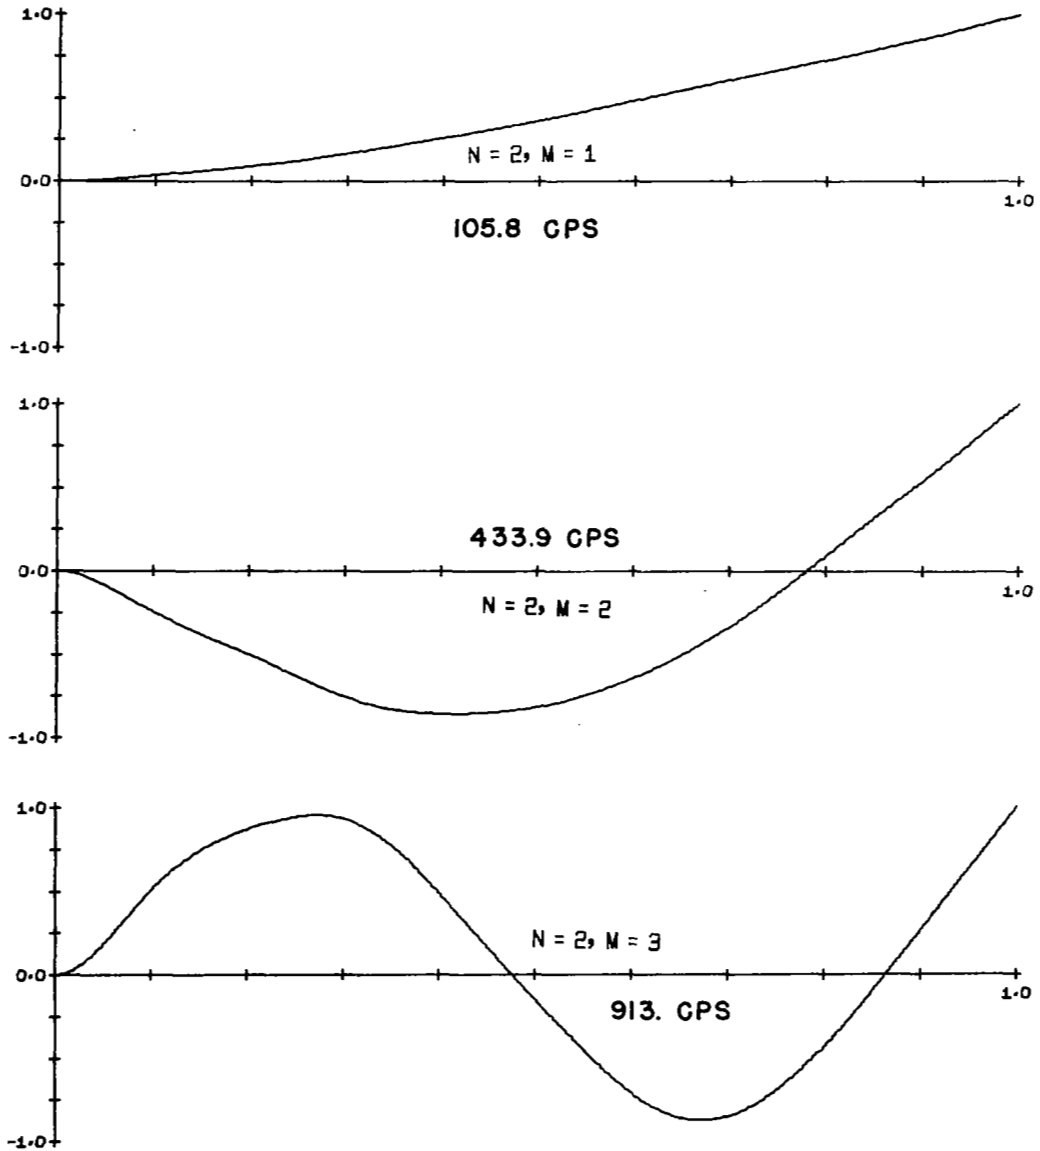 1.0
N = 2, M = 1
0.0
1.0
105.8 CPS
-1.0
1.0
433.9 CPS
0.0
1.0
N = 2, M = 2
-1.0
1.0
N = 2, M = 3
0.0
1.0
913. CPS
-1.0